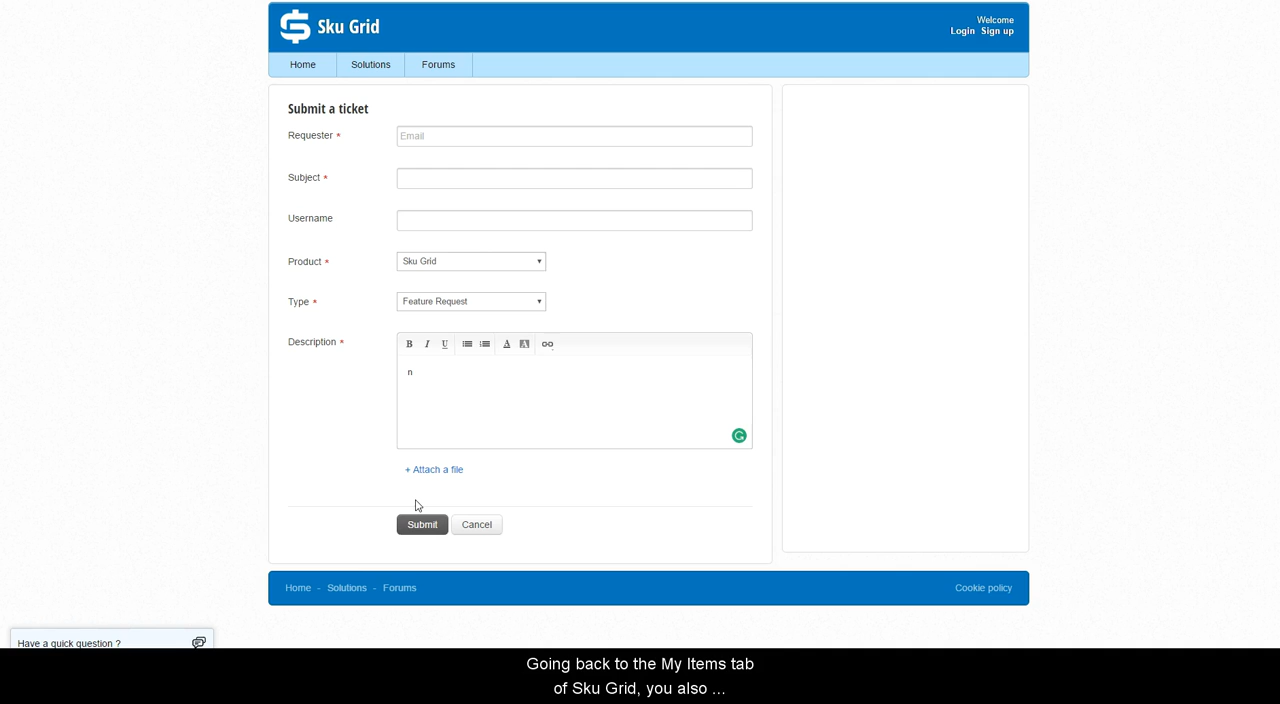 Sku Grid
Welcome
Login Sign up
Home Solutions Forums
Submit a ticket
Requester *
Email
Subject *
Username
Product *
Sku Grid
Type *
Feature Request
Description *
B I U A A
n
+ Attach a file
Submit Cancel
Home - Solutions - Forums
Cookie policy
Have a quick question ?
Going back to the My Items tab
of Sku Grid, you also ...